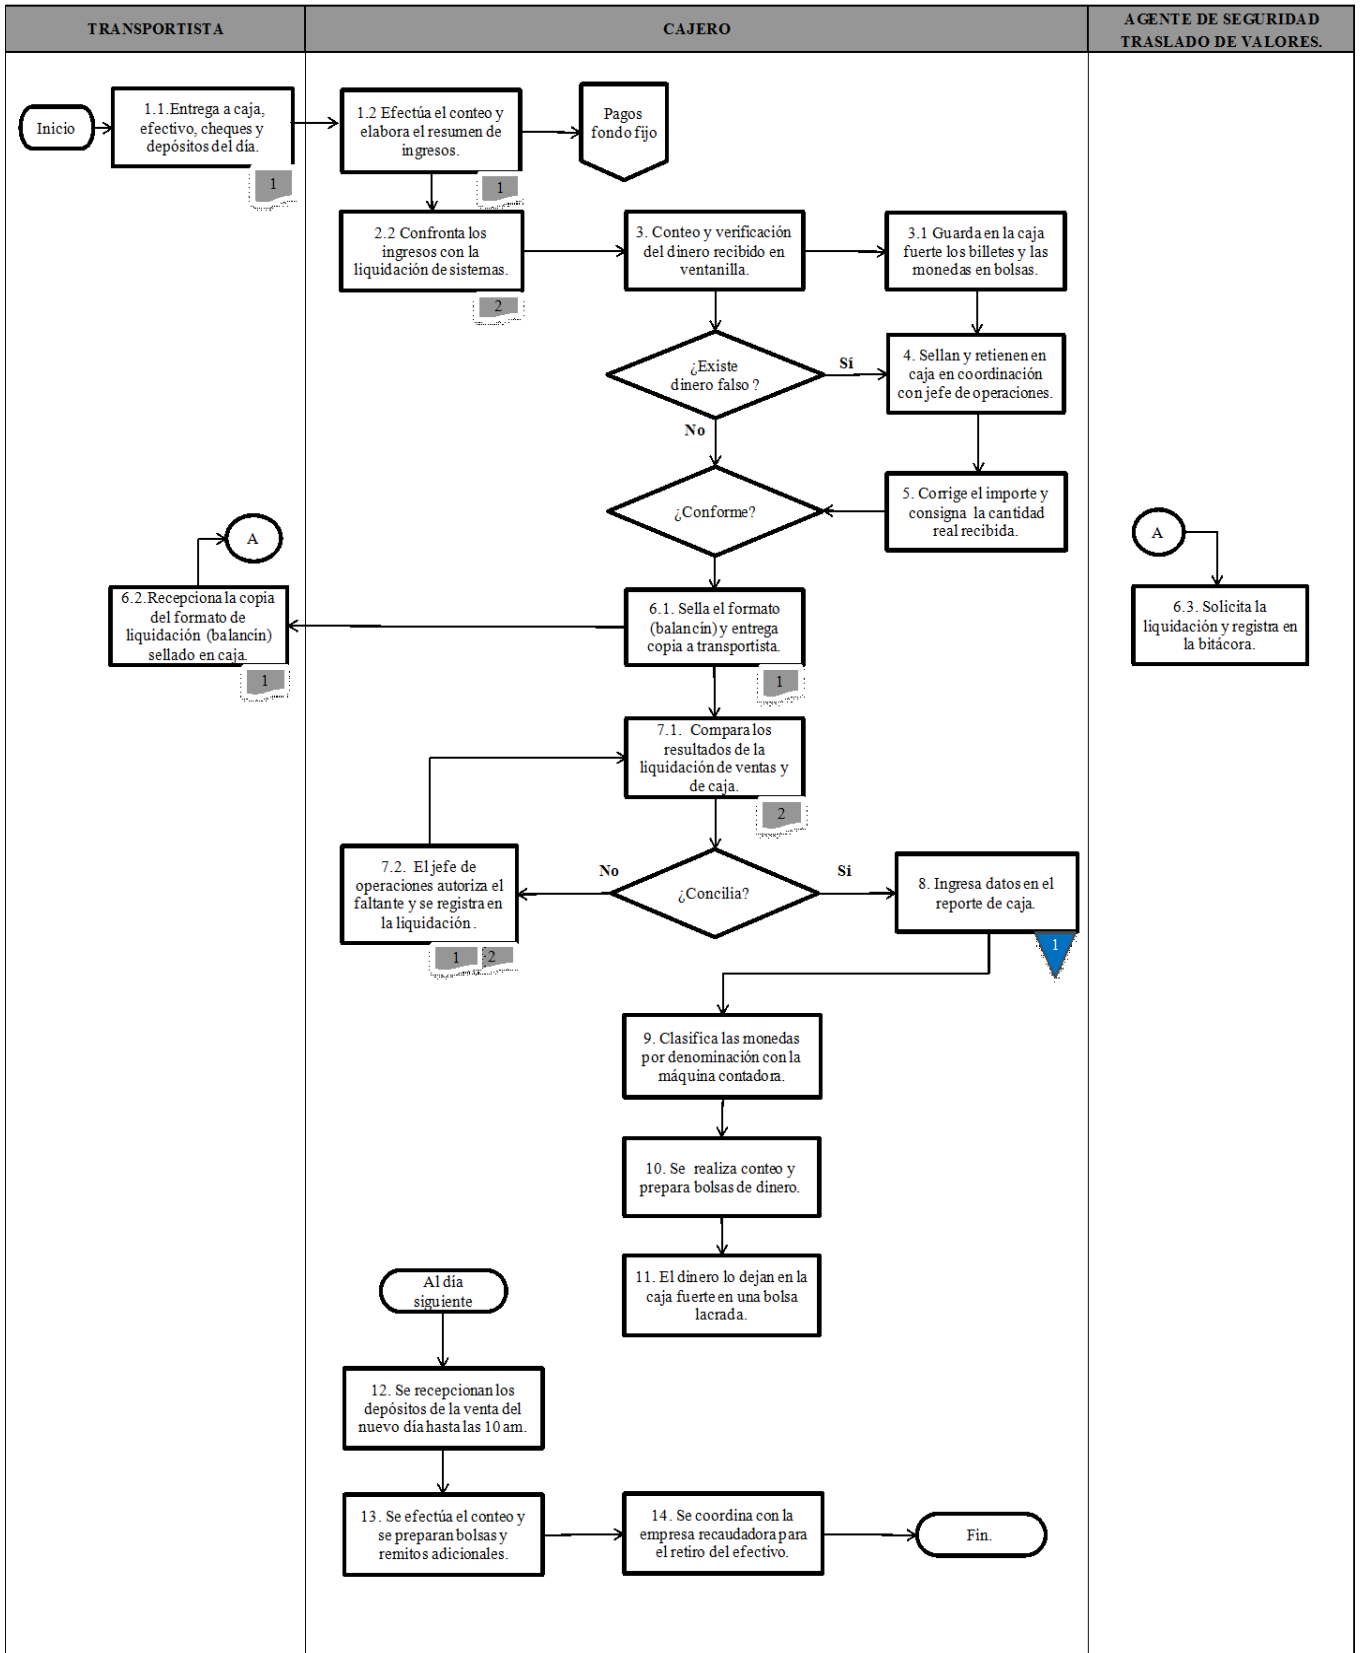 TRANSPORTISTA
CAJERO
AGENTE DE SEGURIDAD
TRASLADO DE VALORES.
Inicio
1.1.Entrega a caja,
efectivo, cheques y
depósitos del día.
1
1.2 Efectúa el conteo y
elabora el resumen de
ingresos.
1
Pagos
fondo fijo
2.2 Confronta los
ingresos con la
liquidación de sistemas.
2
3. Conteo y verificación
del dinero recibido en
ventanilla.
3.1 Guarda en la caja
fuerte los billetes y las
monedas en bolsas.
¿Existe
dinero falso ?
Sí
No
4. Sellan y retienen en
caja en coordinación
con jefe de operaciones.
¿Conforme?
5. Corrige el importe y
consigna la cantidad
real recibida.
A
A
6.2.Recepciona la copia
del formato de
liquidación (balancín)
sellado en caja.
1
6.1. Sella el formato
(balancín) y entrega
copia a transportista.
1
6.3. Solicita la
liquidación y registra en
la bitácora.
7.1. Compara los
resultados de la
liquidación de ventas y
de caja.
2
7.2. El jefe de
operaciones autoriza el
faltante y se registra en
la liquidación .
1 2
No
¿Concilia?
Si
8. Ingresa datos en el
reporte de caja.
1
9. Clasifica las monedas
por denominación con la
máquina contadora.
10. Se realiza conteo y
prepara bolsas de dinero.
11. El dinero lo dejan en la
caja fuerte en una bolsa
lacrada.
Al día
siguiente
12. Se recepcionan los
depósitos de la venta del
nuevo día hasta las 10 am.
13. Se efectúa el conteo y
se preparan bolsas y
remitos adicionales.
14. Se coordina con la
empresa recaudadora para
el retiro del efectivo.
Fin.